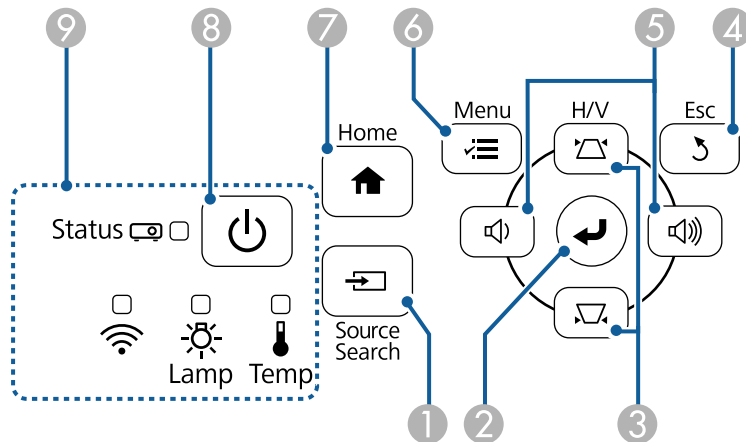 9 8 7 6 5 4
Menu H/V Esc
Home
Status
Source
Search
Lamp Temp
1 2 3